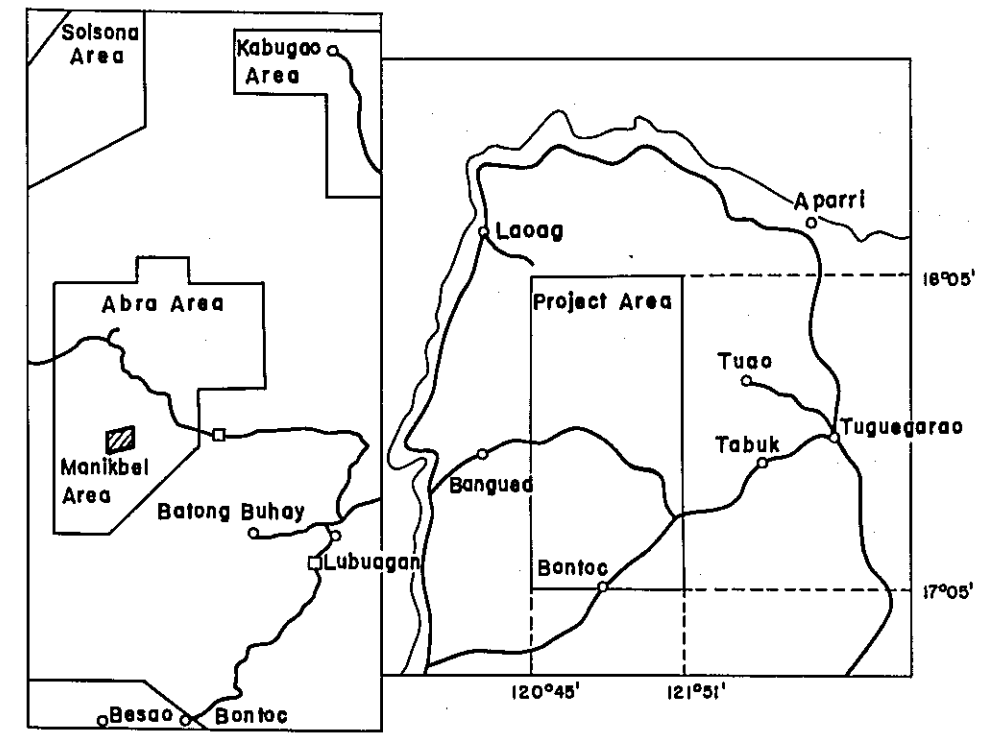 Solsona
Area
Kabugao
Area
Abra Area
Manikbel
Area
Batong Buhay
Lubuagan
Besao
Bontoc
Aparri
Laoag
18°05'
Project Area
Tuao
Tuguegarao
Tabuk
Bangued
Bontoc
17°05'
120°45'
121°51'